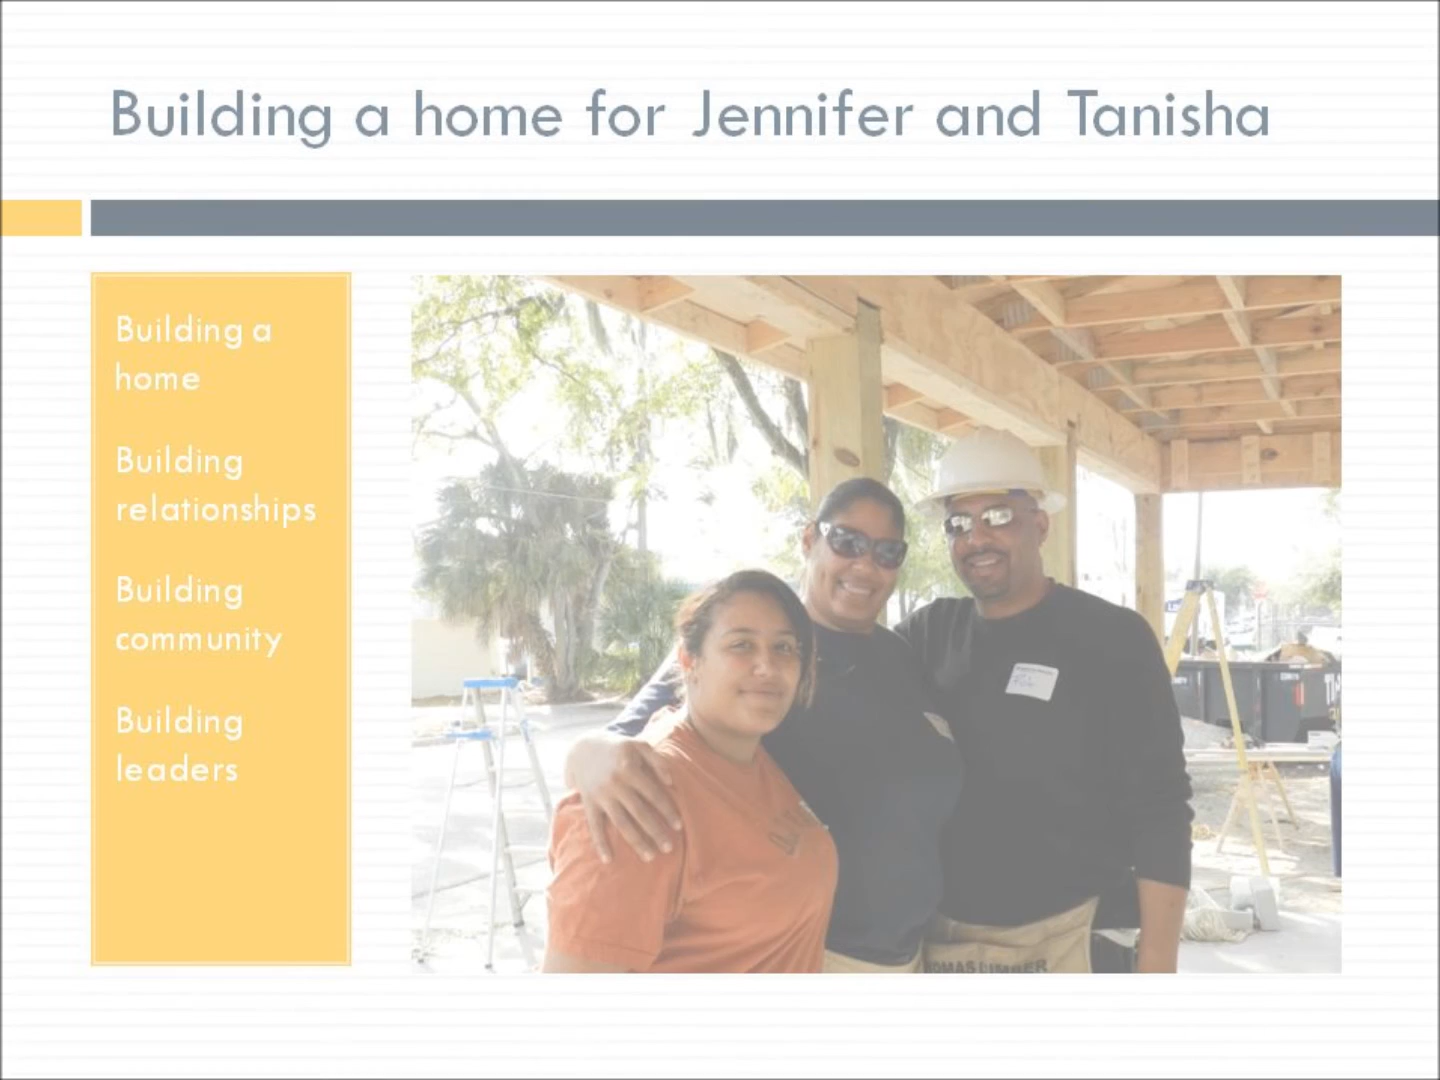 Building a home for Jennifer and Tanisha
Building a
home
Building
relationships
Building
community
Building
leaders